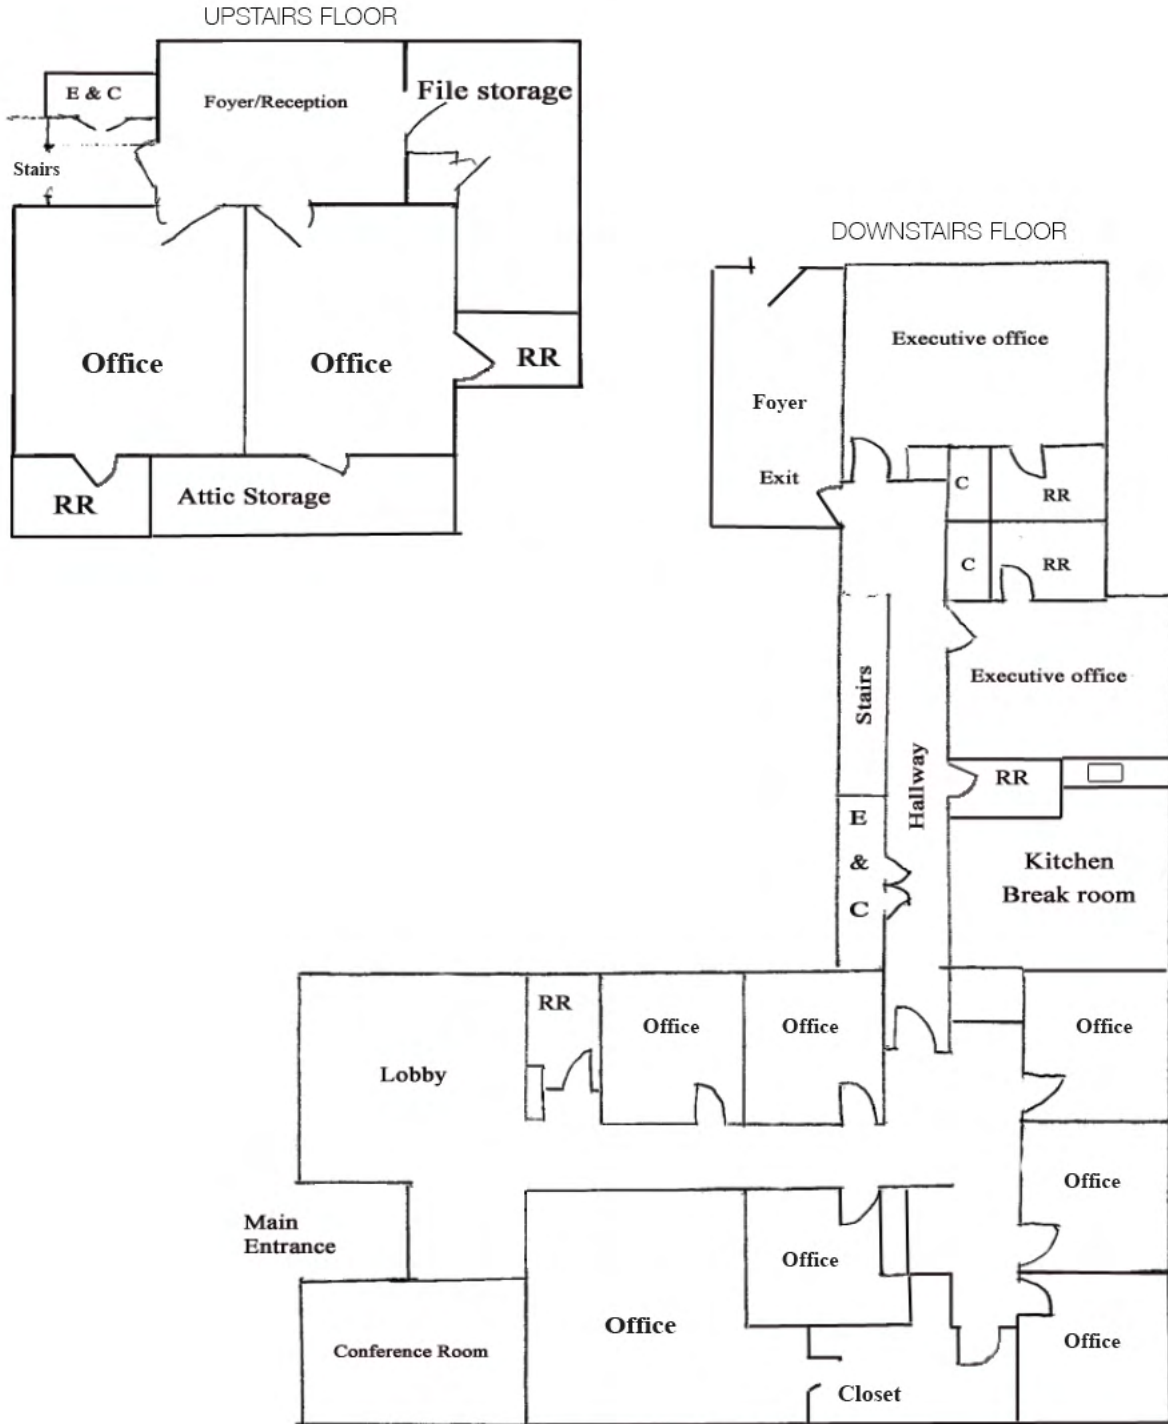 UPSTAIRS FLOOR
E & C
Foyer/Reception
File storage
Stairs
Office
Office
RR
RR
Attic Storage
DOWNSTAIRS FLOOR
Executive office
Foyer
Exit
C
RR
C
RR
Executive office
Stairs
Hallway
RR
E
&
C
Kitchen
Break room
RR
Office
Office
Office
Lobby
Office
Main
Entrance
Office
Office
Conference Room
Office
Closet